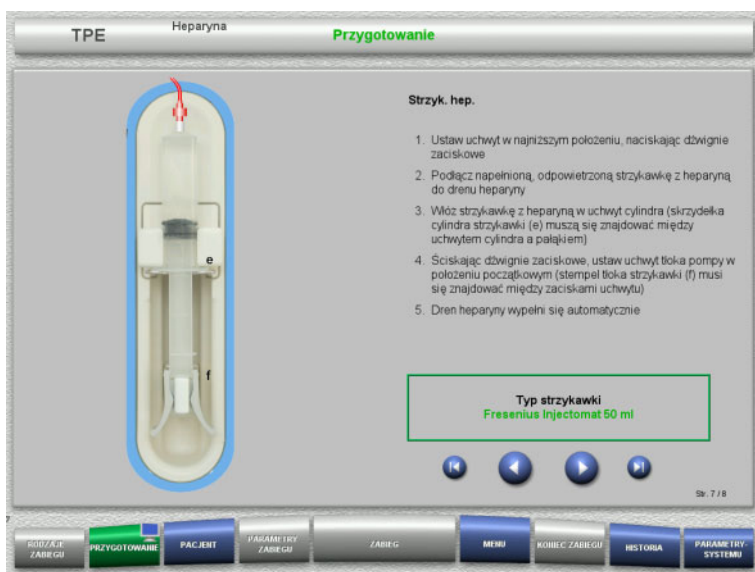 TPE
Heparyna
Przygotowanie
Strzyk. hep.
1. Ustaw uchwyt w najniższym położeniu, naciskając dźwignie
zaciskowe
2. Podłącz napełnioną, odpowietrzoną strzykawkę z heparyną
do drenu heparyny
3. Włóż strzykawkę z heparyną w uchwyt cylindra (skrzydełka
cylindra strzykawki (e) muszą się znajdować między
uchwytem cylindra a pałąkiem)
4. Ściskając dźwignie zaciskowe, ustaw uchwyt tłoka pompy w
położeniu początkowym (stempel tłoka strzykawki (f) musi
się znajdować między zaciskami uchwytu)
5. Dren heparyny wypełni się automatycznie
e
f
Typ strzykawki
Fresenius Injectomat 50 ml
Str. 7 / 8
RODZAJE
ZABIEGU
PRZYGOTOWANIE
PACJENT
PARAMETRY
ZABIEGU
ZABIEG
MENU
KONIEC ZABIEGU
HISTORIA
PARAMETRY-
SYSTEMU